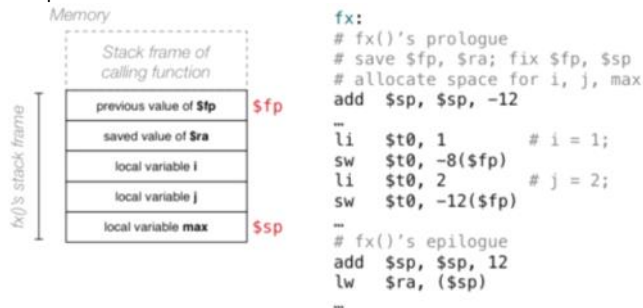 Memory
Stack frame of
calling function
previous value of $fp
$fp
saved value of $ra
local variable i
local variable j
local variable max
$sp
fx()'s stack frame
fx:
# fx()'s prologue
# save $fp, $ra; fix $fp, $sp
# allocate space for i, j, max
add $sp, $sp, -12
…
li $t0, 1 # i = 1;
sw $t0, -8($fp)
li $t0, 2 # j = 2;
sw $t0, -12($fp)
…
# fx()'s epilogue
add $sp, $sp, 12
lw $ra, ($sp)
…